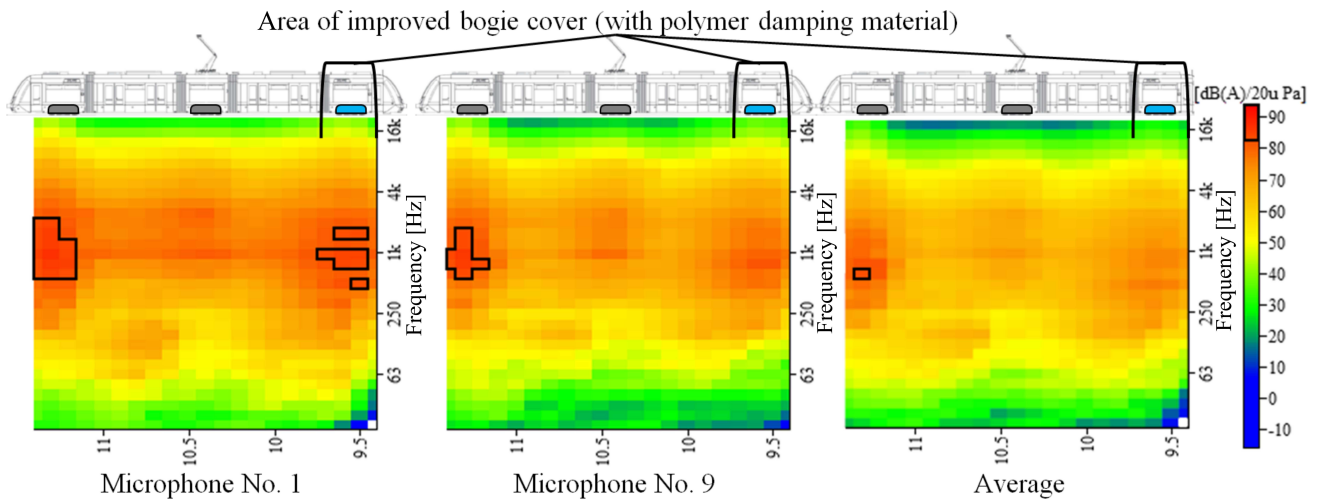 Area of improved bogie cover (with polymer damping material)
[dB(A)/20u Pa]
16k
4k
1k
250
63
Frequency [Hz]
11
10.5
10
9.5
Microphone No. 1
16k
4k
1k
250
63
Frequency [Hz]
11
10.5
10
9.5
Microphone No. 9
16k
4k
1k
250
63
Frequency [Hz]
11
10.5
10
9.5
Average
90
80
70
60
50
40
30
20
10
0
-10